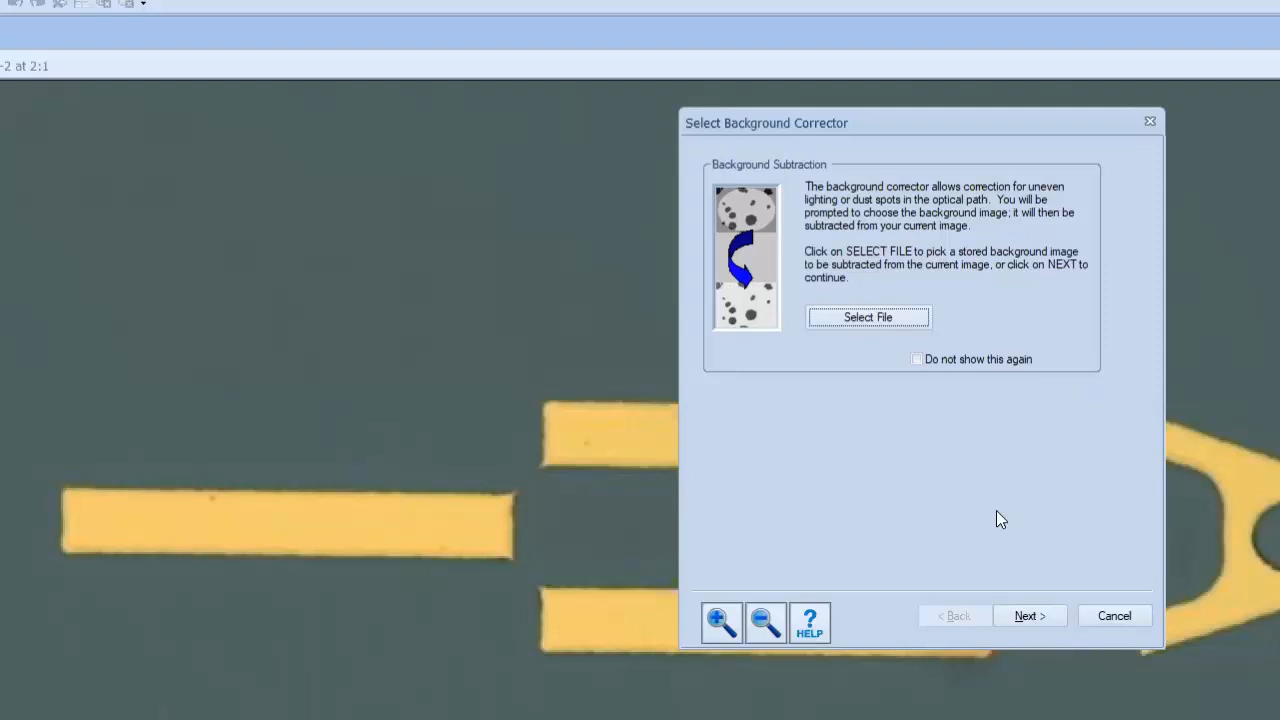 -2 at 2:1
Select Background Corrector
Background Subtraction
The background corrector allows correction for uneven
lighting or dust spots in the optical path. You will be
prompted to choose the background image; it will then be
subtracted from your current image.
Click on SELECT FILE to pick a stored background image
to be subtracted from the current image, or click on NEXT to
continue.
Select File
Do not show this again
HELP
< Back
Next >
Cancel